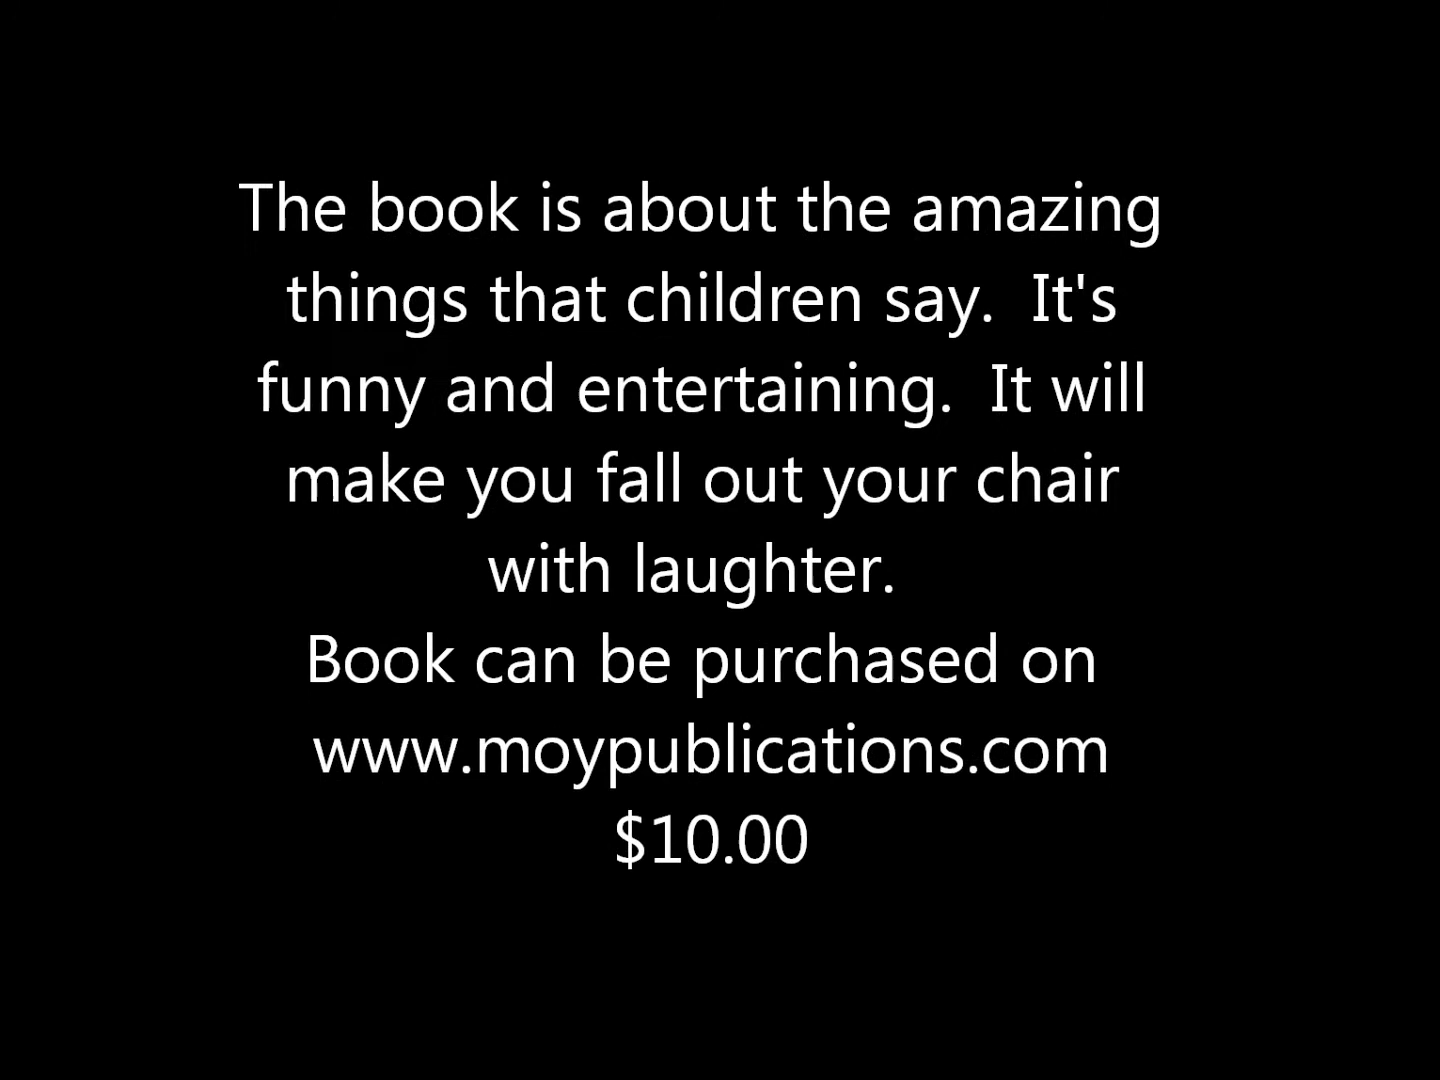 The book is about the amazing
things that children say.  It's
funny and entertaining.  It will
make you fall out your chair
with laughter.
Book can be purchased on
www.moypublications.com
$10.00